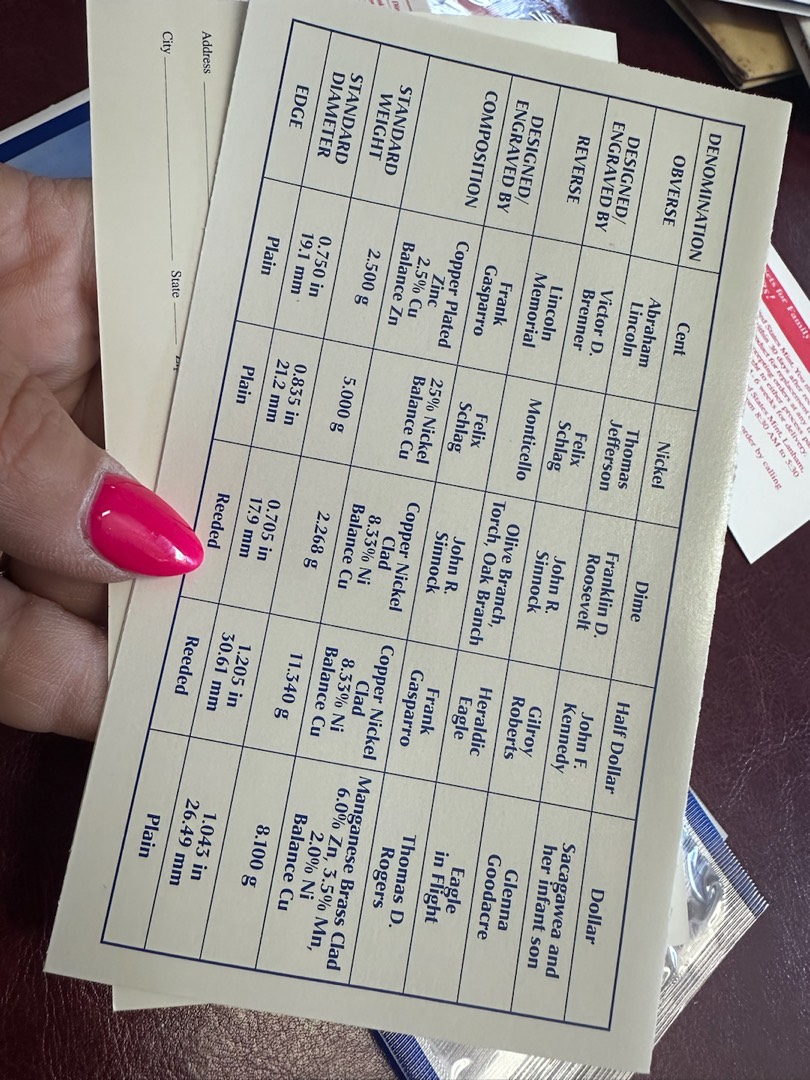 DENOMINATION
Cent
Nickel
Dime
Half Dollar
Dollar
OBVERSE
Abraham
Lincoln
Thomas
Jefferson
Franklin D.
Roosevelt
John F.
Kennedy
Sacagawea and
her infant son
DESIGNED/
ENGRAVED BY
Victor D.
Brenner
Felix
Schlag
John R.
Sinnock
Gilroy
Roberts
Glenna
Goodacre
REVERSE
Lincoln
Memorial
Monticello
Olive Branch,
Torch, Oak Branch
Heraldic
Eagle
Eagle
in Flight
DESIGNED/
ENGRAVED BY
Frank
Gasparro
Felix
Schlag
John R.
Sinnock
Frank
Gasparro
Thomas D.
Rogers
COMPOSITION
Copper Plated
Zinc
2.5% Cu
Balance Zn
25% Nickel
Balance Cu
Copper Nickel
Clad
8.33% Ni
Balance Cu
Copper Nickel
Clad
8.33% Ni
Balance Cu
Manganese Brass Clad
6.0% Zn, 3.5% Mn,
2.0% Ni
Balance Cu
STANDARD
WEIGHT
2.500 g
5.000 g
2.268 g
11.340 g
8.100 g
STANDARD
DIAMETER
0.750 in
19.1 mm
0.835 in
21.2 mm
0.705 in
17.9 mm
1.205 in
30.61 mm
1.043 in
26.49 mm
EDGE
Plain
Plain
Reeded
Reeded
Plain
Address
City
State
for Family